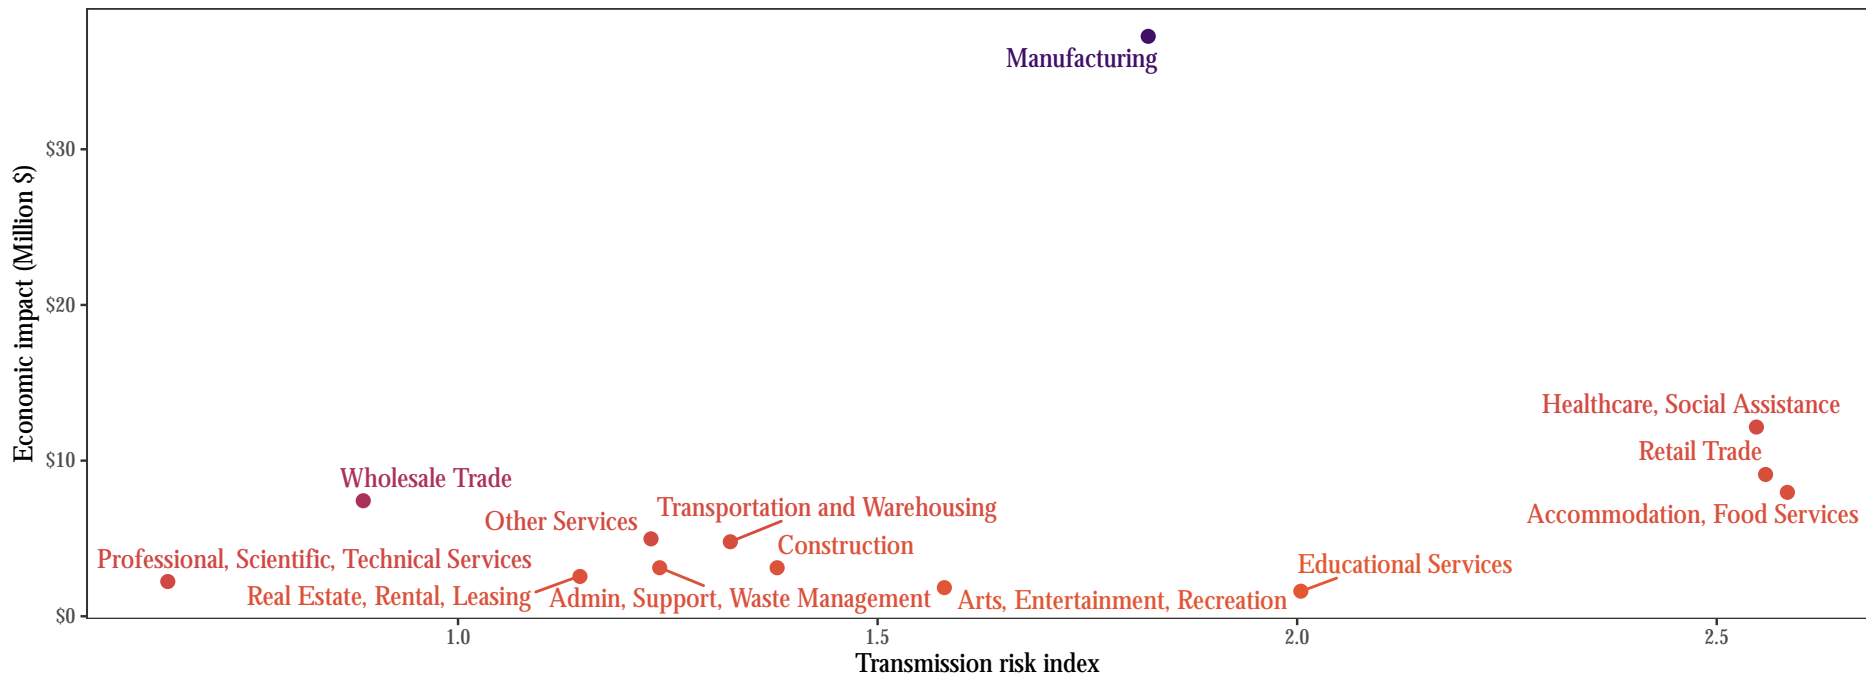 Manufacturing
$30
Economic impact (Million $)
$20
Healthcare, Social Assistance
Retail Trade
$10
Wholesale Trade
Transportation and Warehousing
Accommodation, Food Services
Other Services
Construction
Professional, Scientific, Technical Services
Educational Services
Real Estate, Rental, Leasing
Admin, Support, Waste Management
Arts, Entertainment, Recreation
$0
1.0
1.5
2.0
2.5
Transmission risk index